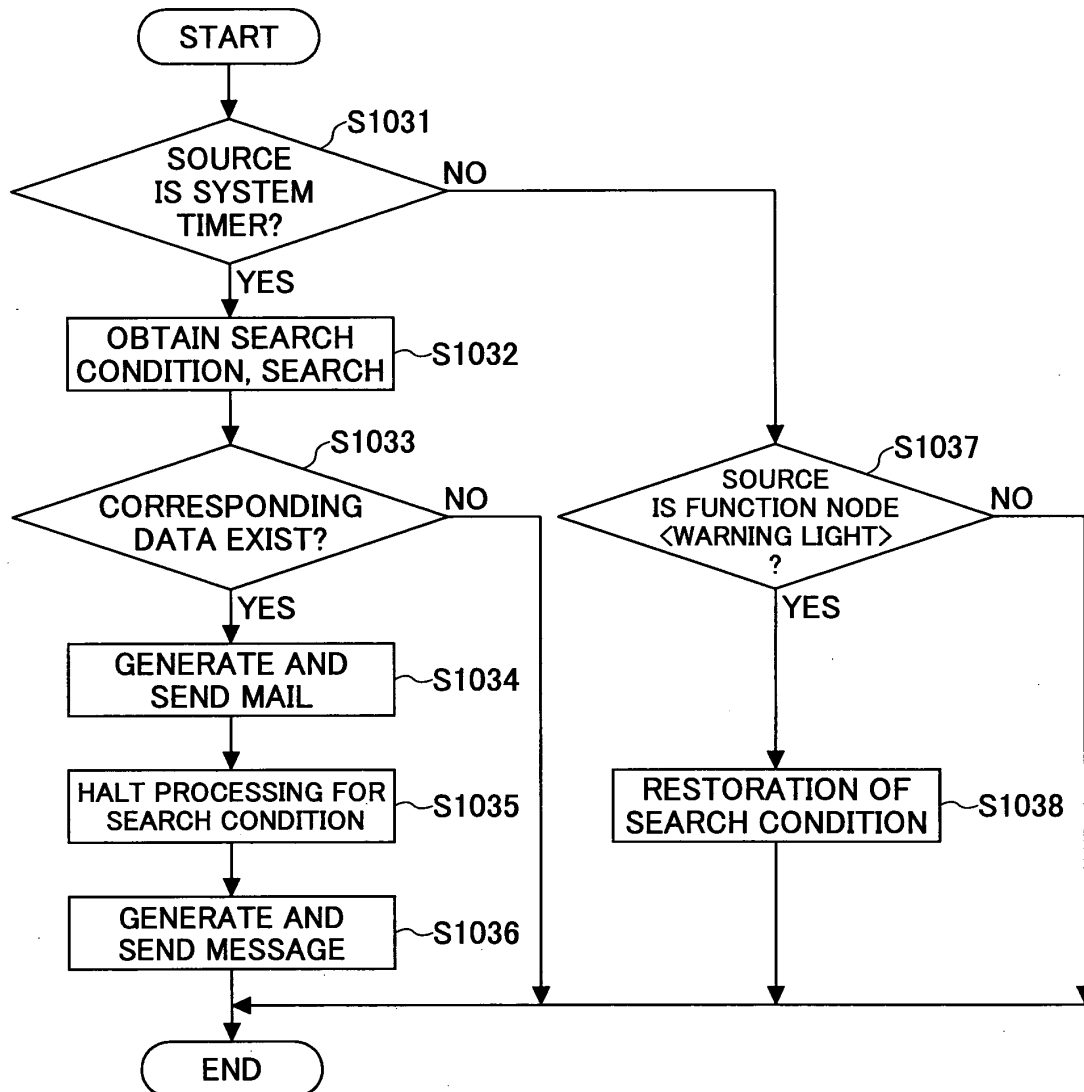 START
S1031
SOURCE
IS SYSTEM
TIMER?
NO
YES
OBTAIN SEARCH
CONDITION, SEARCH
S1032
S1033
CORRESPONDING
DATA EXIST?
NO
YES
GENERATE AND
SEND MAIL
S1034
HALT PROCESSING FOR
SEARCH CONDITION
S1035
GENERATE AND
SEND MESSAGE
S1036
S1037
SOURCE
IS FUNCTION NODE
<WARNING LIGHT>
?
NO
YES
RESTORATION OF
SEARCH CONDITION
S1038
END